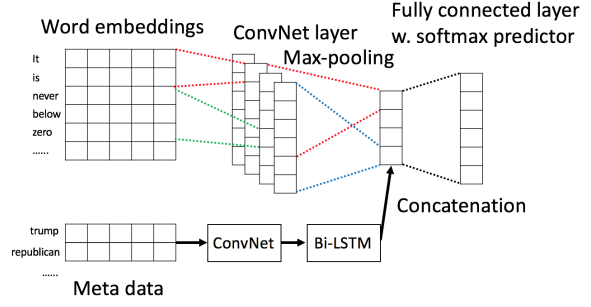 Word embeddings
ConvNet layer
Max-pooling
Fully connected layer
w. softmax predictor
It
is
never
below
zero
......
Concatenation
trump
republican
......
ConvNet
Bi-LSTM
Meta data